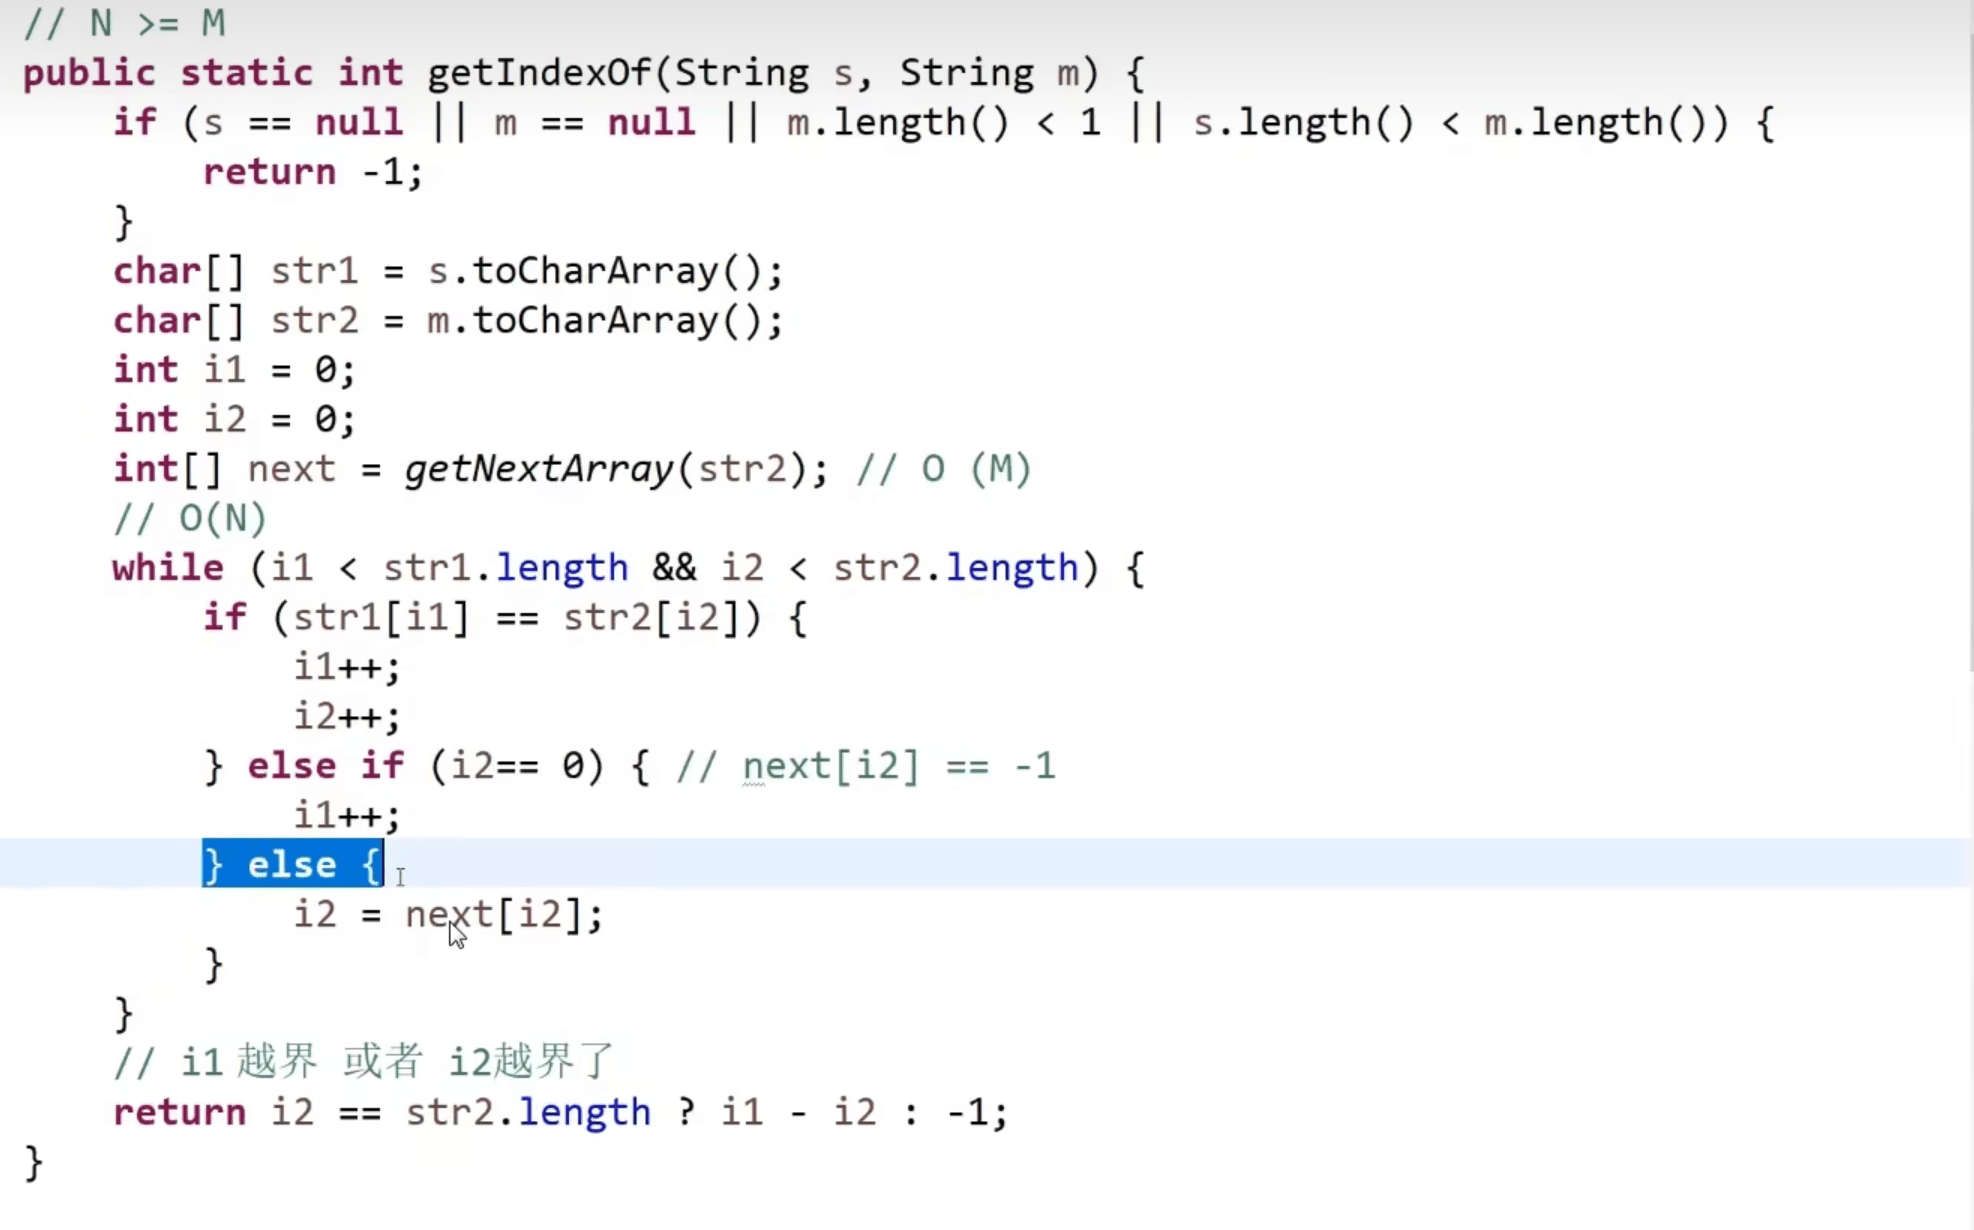 // N >= M
public static int getIndexOf(String s, String m) {
    if (s == null || m == null || m.length() < 1 || s.length() < m.length()) {
        return -1;
    }
    char[] str1 = s.toCharArray();
    char[] str2 = m.toCharArray();
    int i1 = 0;
    int i2 = 0;
    int[] next = getNextArray(str2); // O (M)
    // O(N)
    while (i1 < str1.length && i2 < str2.length) {
        if (str1[i1] == str2[i2]) {
            i1++;
            i2++;
        } else if (i2== 0) { // next[i2] == -1
            i1++;
        } else {
            i2 = next[i2];
        }
    }
    // i1越界 或者 i2越界了
    return i2 == str2.length ? i1 - i2 : -1;
}